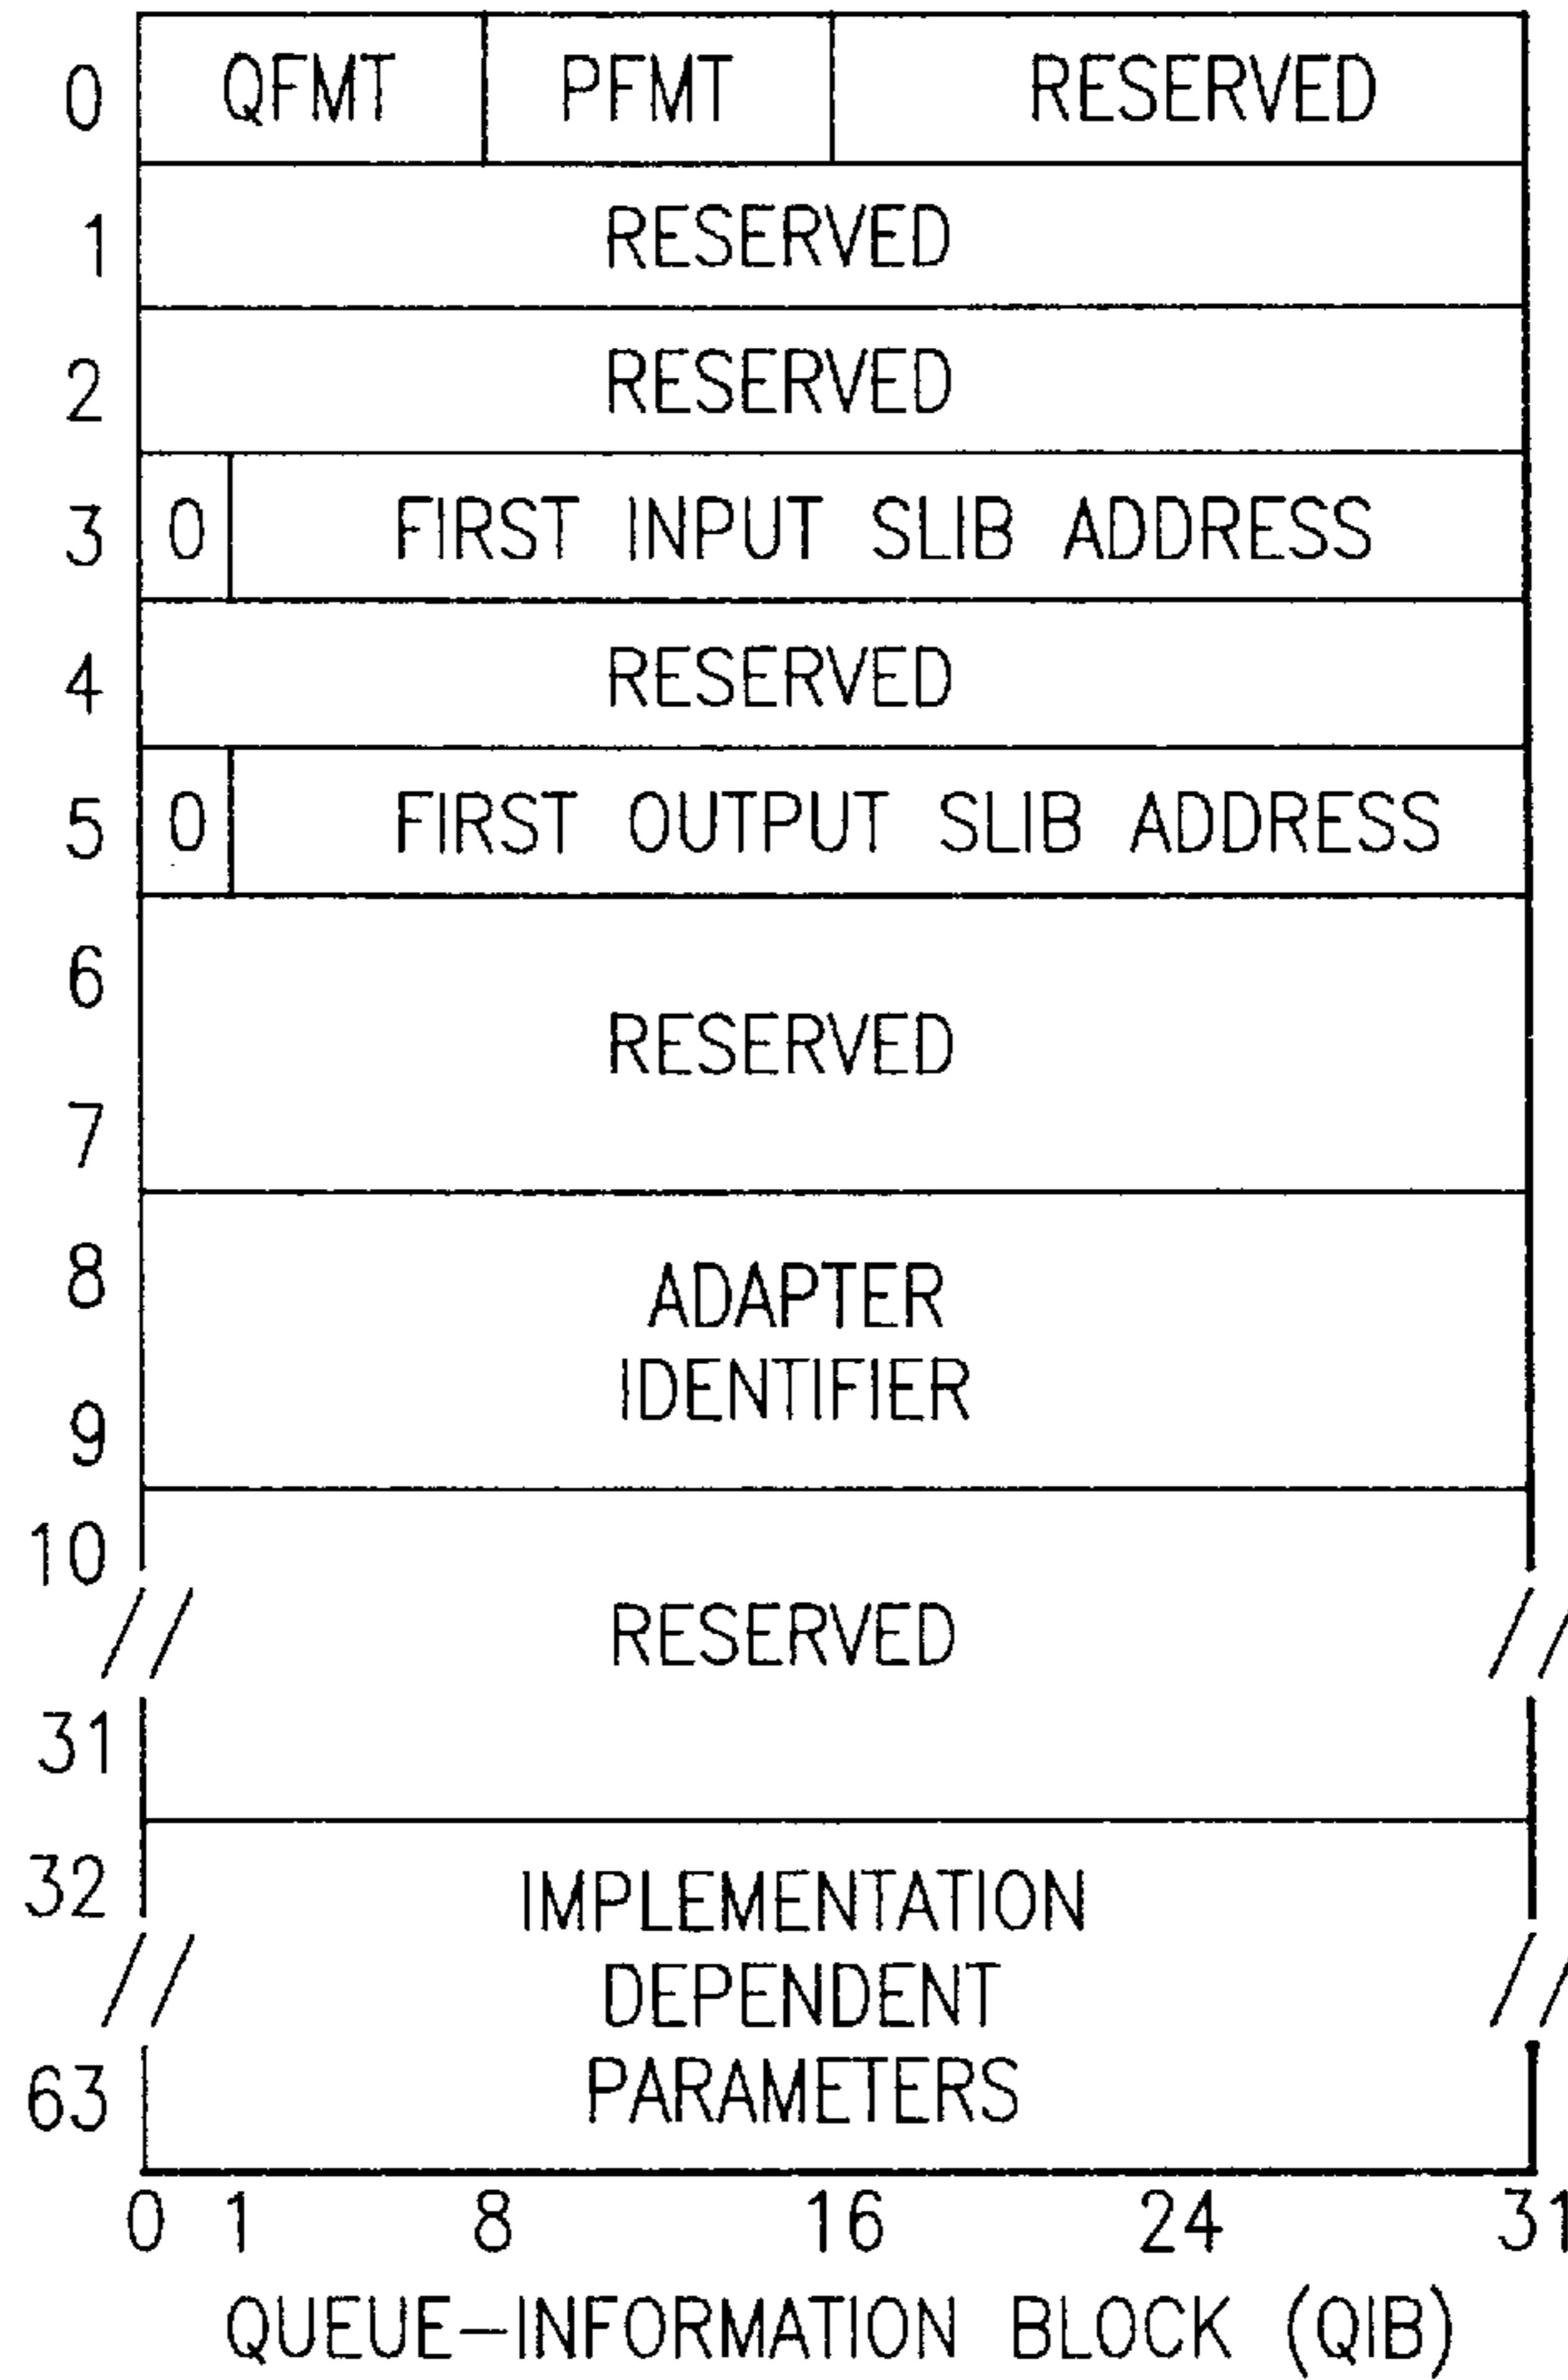 0 QFMT PFMT RESERVED
1 RESERVED
2 RESERVED
3 0 FIRST INPUT SLIB ADDRESS
4 RESERVED
5 0 FIRST OUTPUT SLIB ADDRESS
6
RESERVED
7
8 ADAPTER
IDENTIFIER
9
10
RESERVED
31
32 IMPLEMENTATION
DEPENDENT
63 PARAMETERS
0 1 8 16 24 31
QUEUE-INFORMATION BLOCK (QIB)